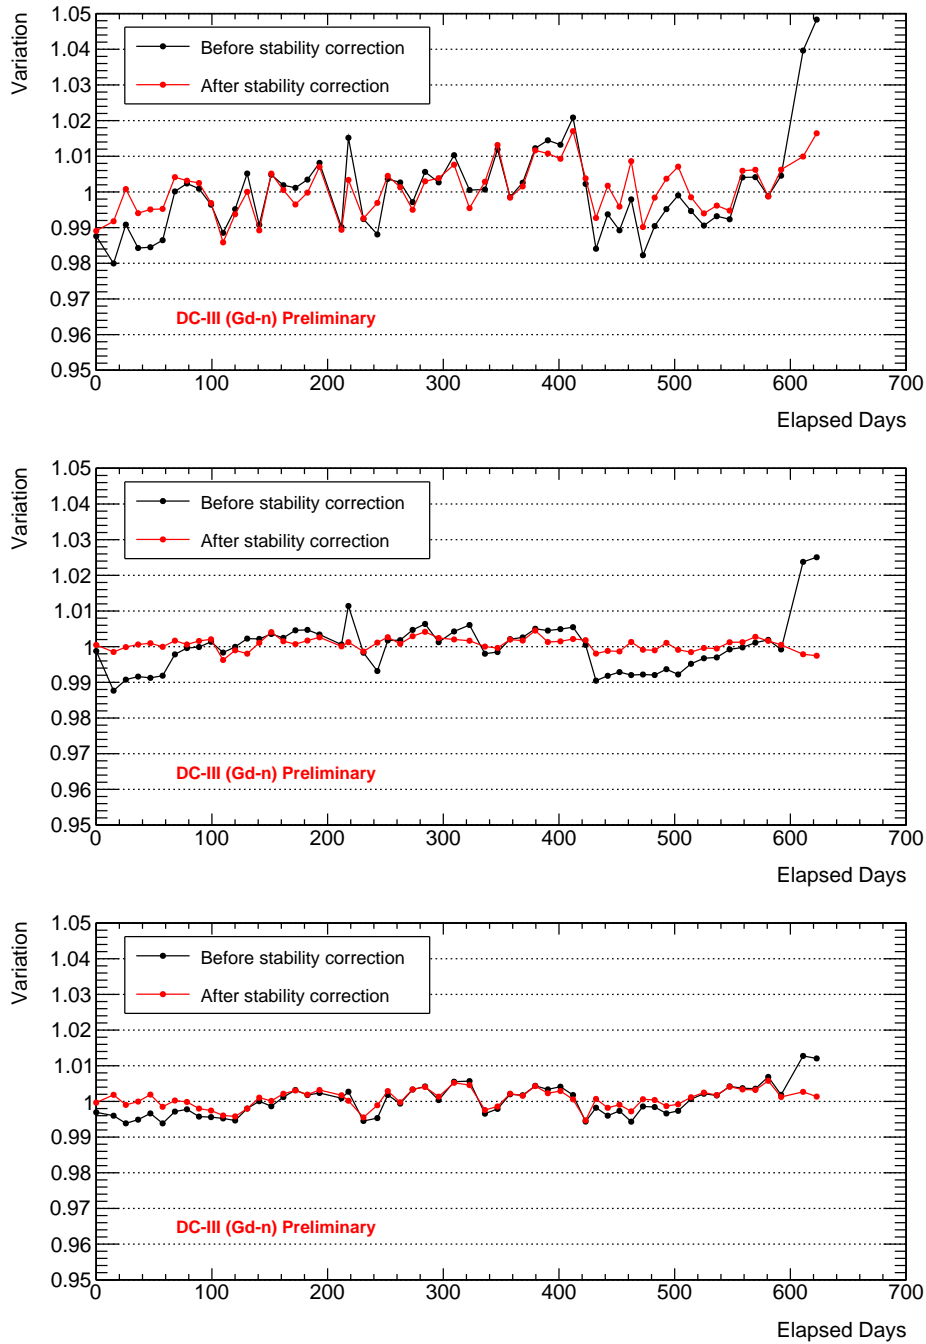 Variation
1.05
1.04
1.03
1.02
1.01
1
0.99
0.98
0.97
0.96
0.95
Before stability correction
After stability correction
DC-III (Gd-n) Preliminary
0 100 200 300 400 500 600 700
Elapsed Days
Variation
1.05
1.04
1.03
1.02
1.01
1
0.99
0.98
0.97
0.96
0.95
Before stability correction
After stability correction
DC-III (Gd-n) Preliminary
0 100 200 300 400 500 600 700
Elapsed Days
Variation
1.05
1.04
1.03
1.02
1.01
1
0.99
0.98
0.97
0.96
0.95
Before stability correction
After stability correction
DC-III (Gd-n) Preliminary
0 100 200 300 400 500 600 700
Elapsed Days